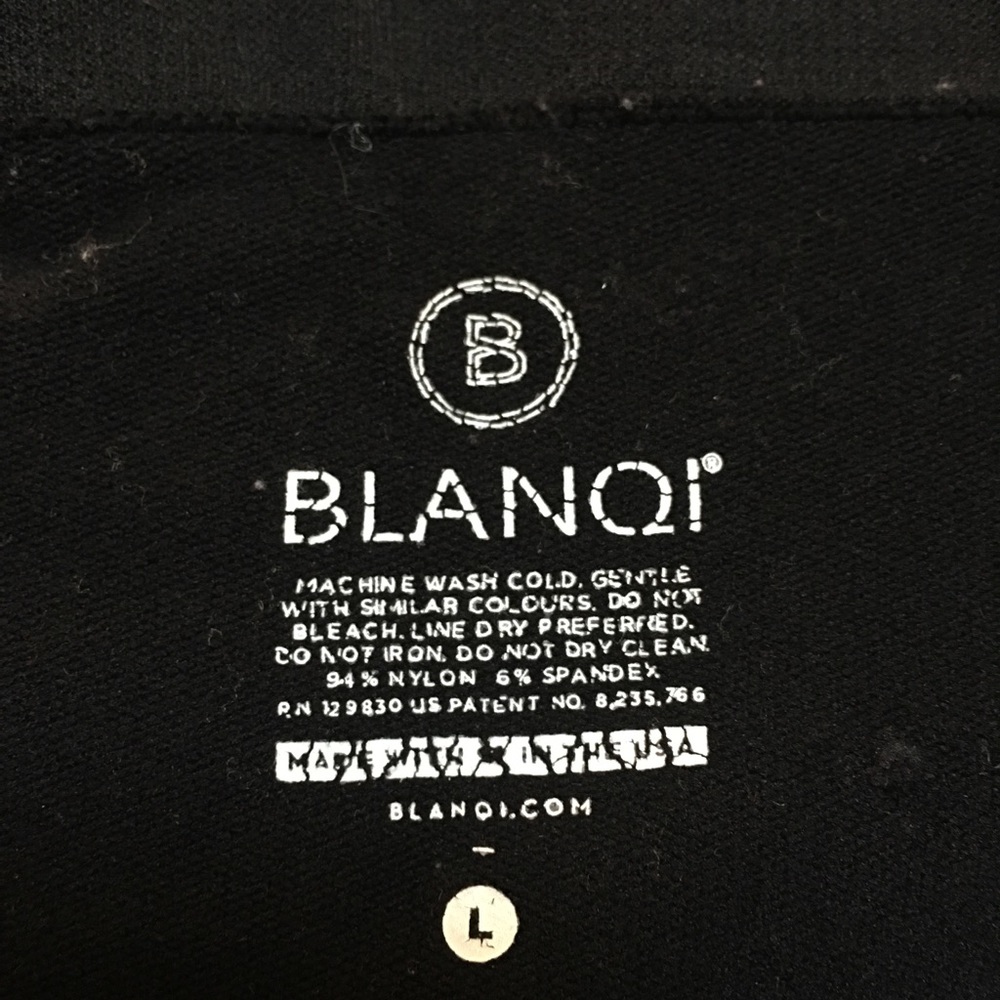 B
BLANQI®
MACHINE WASH COLD. GENTLE
WITH SIMILAR COLOURS. DO NOT
BLEACH. LINE DRY PREFERRED.
DO NOT IRON. DO NOT DRY CLEAN.
94% NYLON 6% SPANDEX
RN 129830 US PATENT NO. 8,235,766
MADE WITH IN THE USA
BLANQI.COM
L